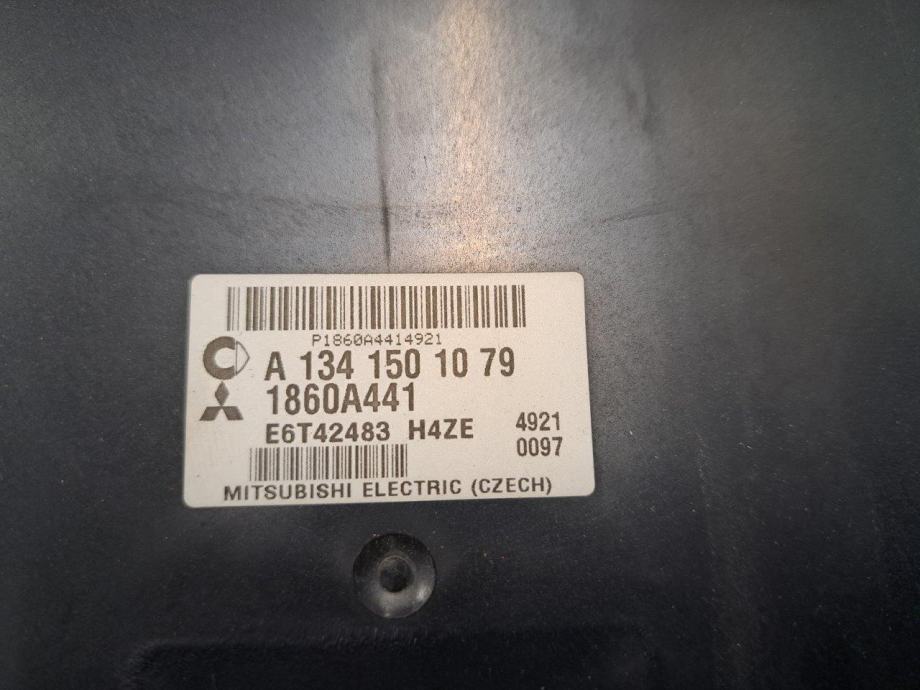 P1860A4414921
A 134 150 10 79
1860A441
E6T42483 H4ZE 4921
0097
MITSUBISHI ELECTRIC (CZECH)